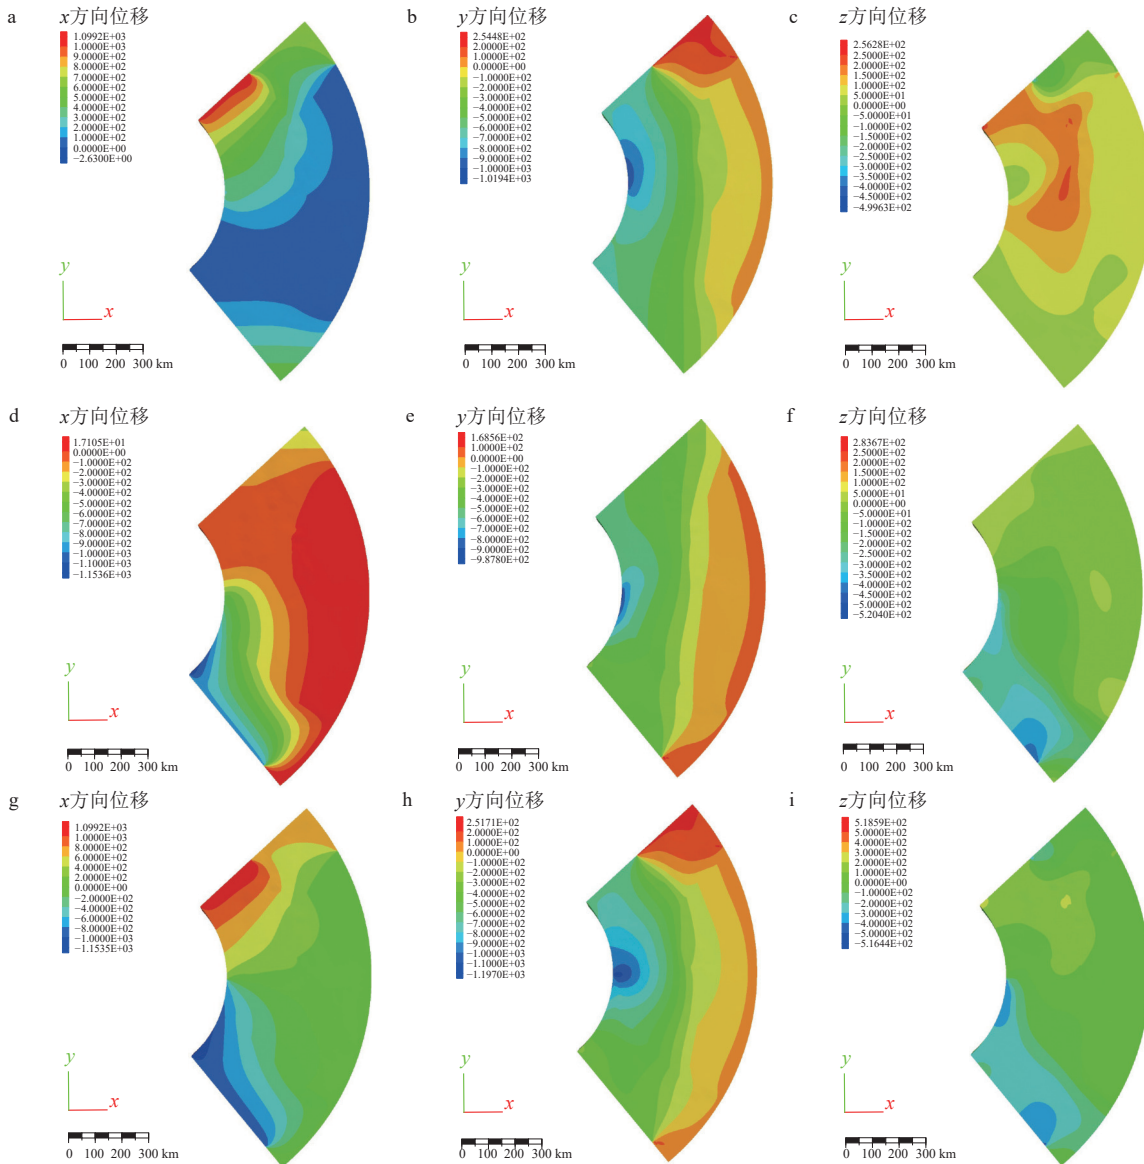 a
x方向位移
1.0992E+03
1.0000E+03
9.0000E+02
8.0000E+02
7.0000E+02
6.0000E+02
5.0000E+02
4.0000E+02
3.0000E+02
2.0000E+02
1.0000E+02
0.0000E+00
−2.6300E+00
y
x
0 100 200 300 km
b
y方向位移
2.5448E+02
2.0000E+02
1.0000E+02
0.0000E+00
−1.0000E+02
−2.0000E+02
−3.0000E+02
−4.0000E+02
−5.0000E+02
−6.0000E+02
−7.0000E+02
−8.0000E+02
−9.0000E+02
−1.0000E+03
−1.0194E+03
y
x
0 100 200 300 km
c
z方向位移
2.5628E+02
2.5000E+02
2.0000E+02
1.5000E+02
1.0000E+02
5.0000E+01
0.0000E+00
−5.0000E+01
−1.0000E+02
−1.5000E+02
−2.0000E+02
−2.5000E+02
−3.0000E+02
−3.5000E+02
−4.0000E+02
−4.5000E+02
−4.9963E+02
y
x
0 100 200 300 km
d
x方向位移
1.7105E+01
0.0000E+00
−1.0000E+02
−2.0000E+02
−3.0000E+02
−4.0000E+02
−5.0000E+02
−6.0000E+02
−7.0000E+02
−8.0000E+02
−9.0000E+02
−1.0000E+03
−1.1000E+03
−1.1536E+03
y
x
0 100 200 300 km
e
y方向位移
1.6856E+02
1.0000E+02
0.0000E+00
−1.0000E+02
−2.0000E+02
−3.0000E+02
−4.0000E+02
−5.0000E+02
−6.0000E+02
−7.0000E+02
−8.0000E+02
−9.0000E+02
−9.8780E+02
y
x
0 100 200 300 km
f
z方向位移
2.8367E+02
2.5000E+02
2.0000E+02
1.5000E+02
1.0000E+02
5.0000E+01
0.0000E+00
−5.0000E+01
−1.0000E+02
−1.5000E+02
−2.0000E+02
−2.5000E+02
−3.0000E+02
−3.5000E+02
−4.0000E+02
−4.5000E+02
−5.0000E+02
−5.2040E+02
y
x
0 100 200 300 km
g
x方向位移
1.0992E+03
1.0000E+03
8.0000E+02
6.0000E+02
4.0000E+02
2.0000E+02
0.0000E+00
−2.0000E+02
−4.0000E+02
−6.0000E+02
−8.0000E+02
−1.0000E+03
−1.1535E+03
y
x
0 100 200 300 km
h
y方向位移
2.5171E+02
2.0000E+02
1.0000E+02
0.0000E+00
−1.0000E+02
−2.0000E+02
−3.0000E+02
−4.0000E+02
−5.0000E+02
−6.0000E+02
−7.0000E+02
−8.0000E+02
−9.0000E+02
−1.0000E+03
−1.1000E+03
−1.1970E+03
y
x
0 100 200 300 km
i
z方向位移
5.1859E+02
5.0000E+02
4.0000E+02
3.0000E+02
2.0000E+02
1.0000E+02
0.0000E+00
−1.0000E+02
−2.0000E+02
−3.0000E+02
−4.0000E+02
−5.0000E+02
−5.1644E+02
y
x
0 100 200 300 km